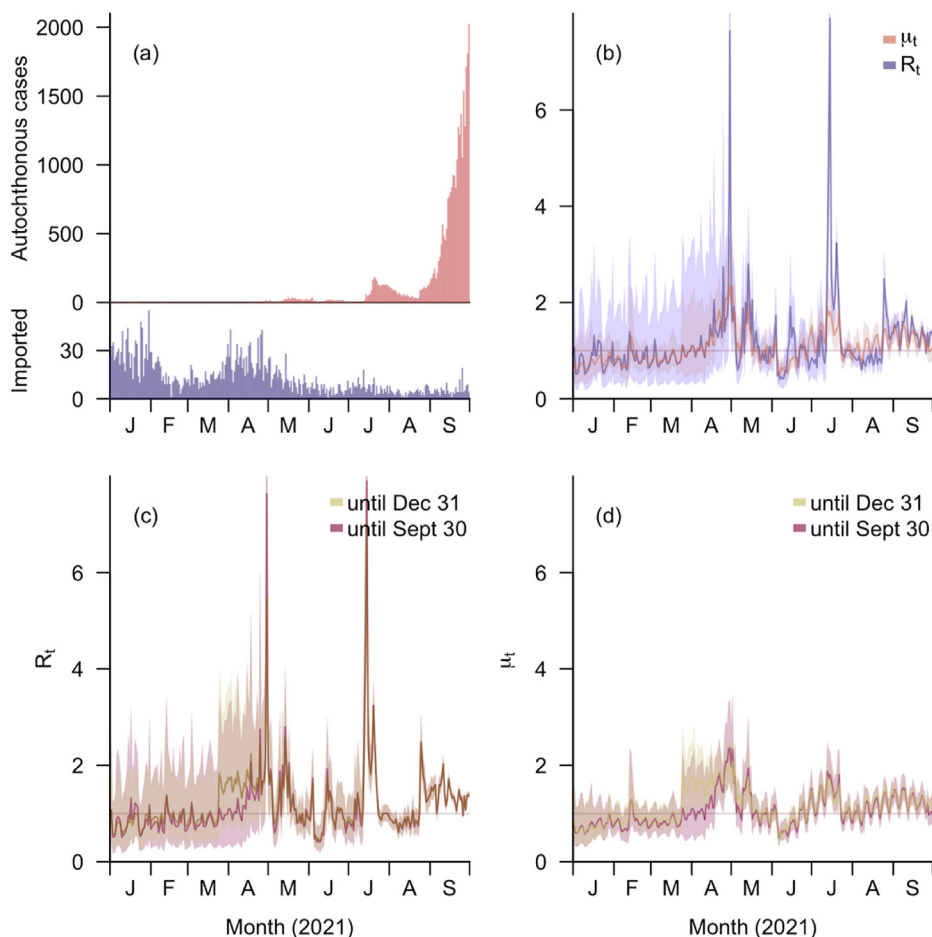 (a)
Autochthonous cases
2000
1500
1000
500
0
Imported
30
0
J F M A M J J A S
(b)
μt
Rt
6
4
2
0
J F M A M J J A S
(c)
until Dec 31
until Sept 30
Rt
6
4
2
0
J F M A M J J A S
Month (2021)
(d)
until Dec 31
until Sept 30
μt
6
4
2
0
J F M A M J J A S
Month (2021)